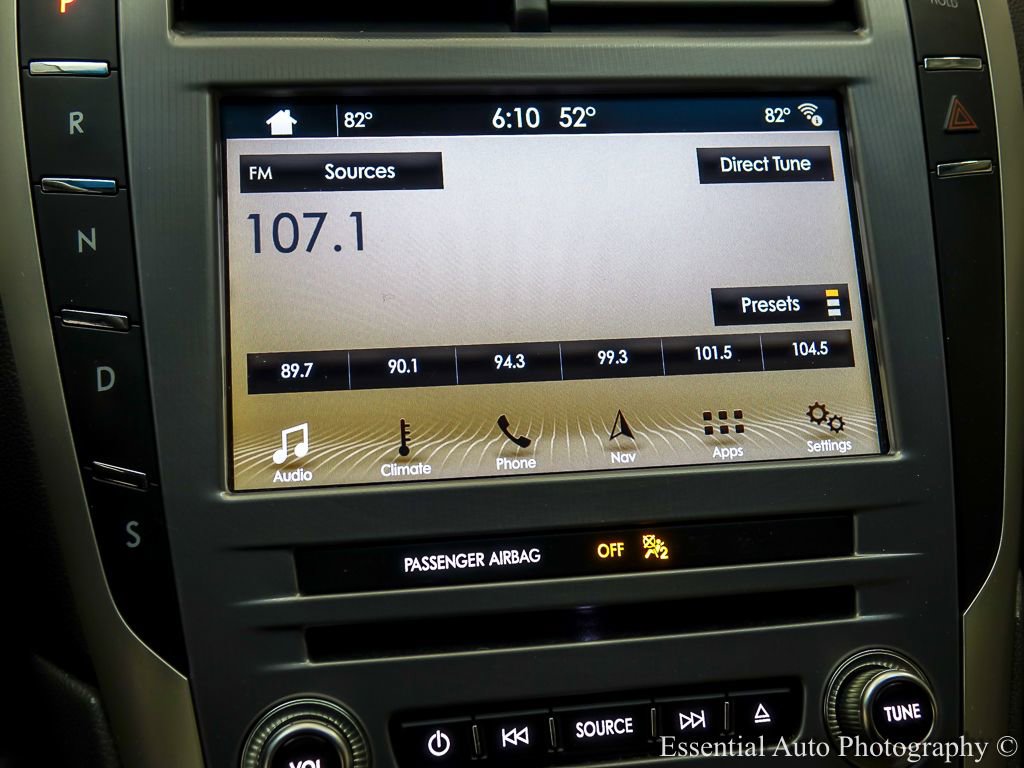 HOLD
P
82° 6:10 52° 82°
R
FM Sources Direct Tune
107.1
N
Presets
89.7 90.1 94.3 99.3 101.5 104.5
D
Audio Climate Phone Nav Apps Settings
S
PASSENGER AIRBAG OFF 2
VOL SOURCE TUNE
Essential Auto Photography ©